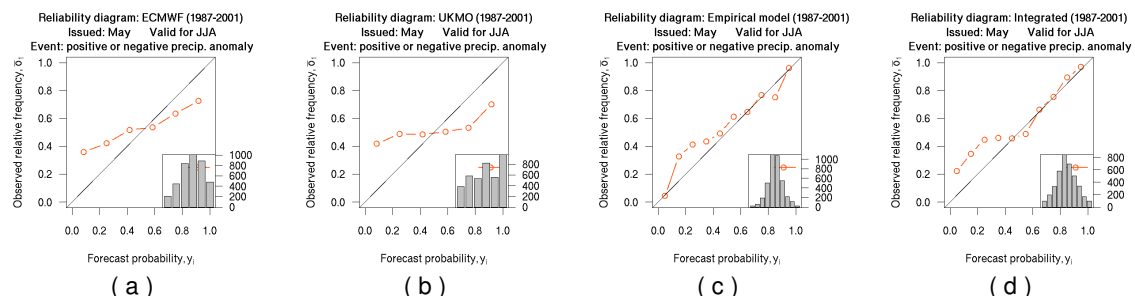 Reliability diagram: ECMWF (1987-2001)
Issued: May Valid for JJA
Event: positive or negative precip. anomaly
Observed relative frequency, o̅₁
1.0
0.8
0.6
0.4
0.2
0.0
1000
800
600
400
200
0
0.0 0.2 0.4 0.6 0.8 1.0
Forecast probability, yᵢ
( a )
Reliability diagram: UKMO (1987-2001)
Issued: May Valid for JJA
Event: positive or negative precip. anomaly
Observed relative frequency, o̅₁
1.0
0.8
0.6
0.4
0.2
0.0
800
600
400
200
0
0.0 0.2 0.4 0.6 0.8 1.0
Forecast probability, yᵢ
( b )
Reliability diagram: Empirical model (1987-2001)
Issued: May Valid for JJA
Event: positive or negative precip. anomaly
Observed relative frequency, o̅₁
1.0
0.8
0.6
0.4
0.2
0.0
1000
800
600
400
200
0
0.0 0.2 0.4 0.6 0.8 1.0
Forecast probability, yᵢ
( c )
Reliability diagram: Integrated (1987-2001)
Issued: May Valid for JJA
Event: positive or negative precip. anomaly
Observed relative frequency, o̅₁
1.0
0.8
0.6
0.4
0.2
0.0
800
600
400
200
0
0.0 0.2 0.4 0.6 0.8 1.0
Forecast probability, yᵢ
( d )